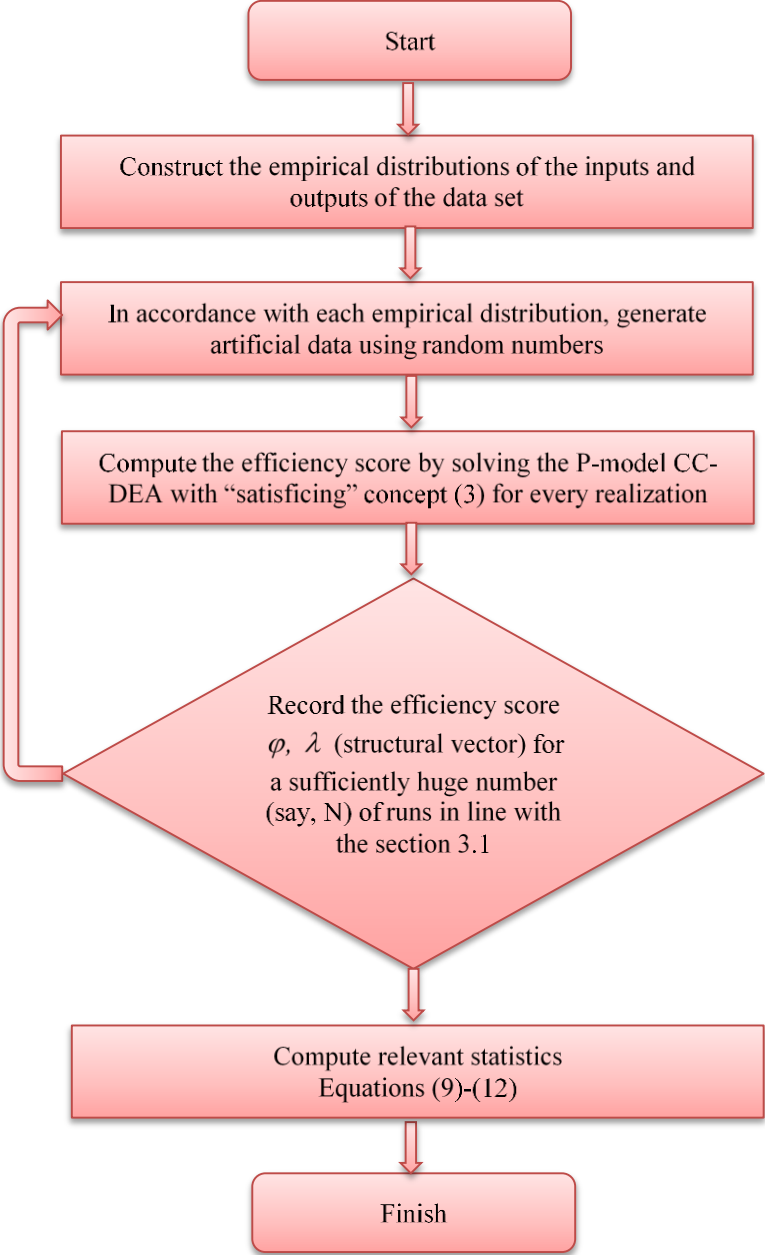 Start
Construct the empirical distributions of the inputs and
outputs of the data set
In accordance with each empirical distribution, generate
artificial data using random numbers
Compute the efficiency score by solving the P-model CC-
DEA with “satisficing” concept (3) for every realization
Record the efficiency score
φ, λ (structural vector) for
a sufficiently huge number
(say, N) of runs in line with
the section 3.1
Compute relevant statistics
Equations (9)-(12)
Finish